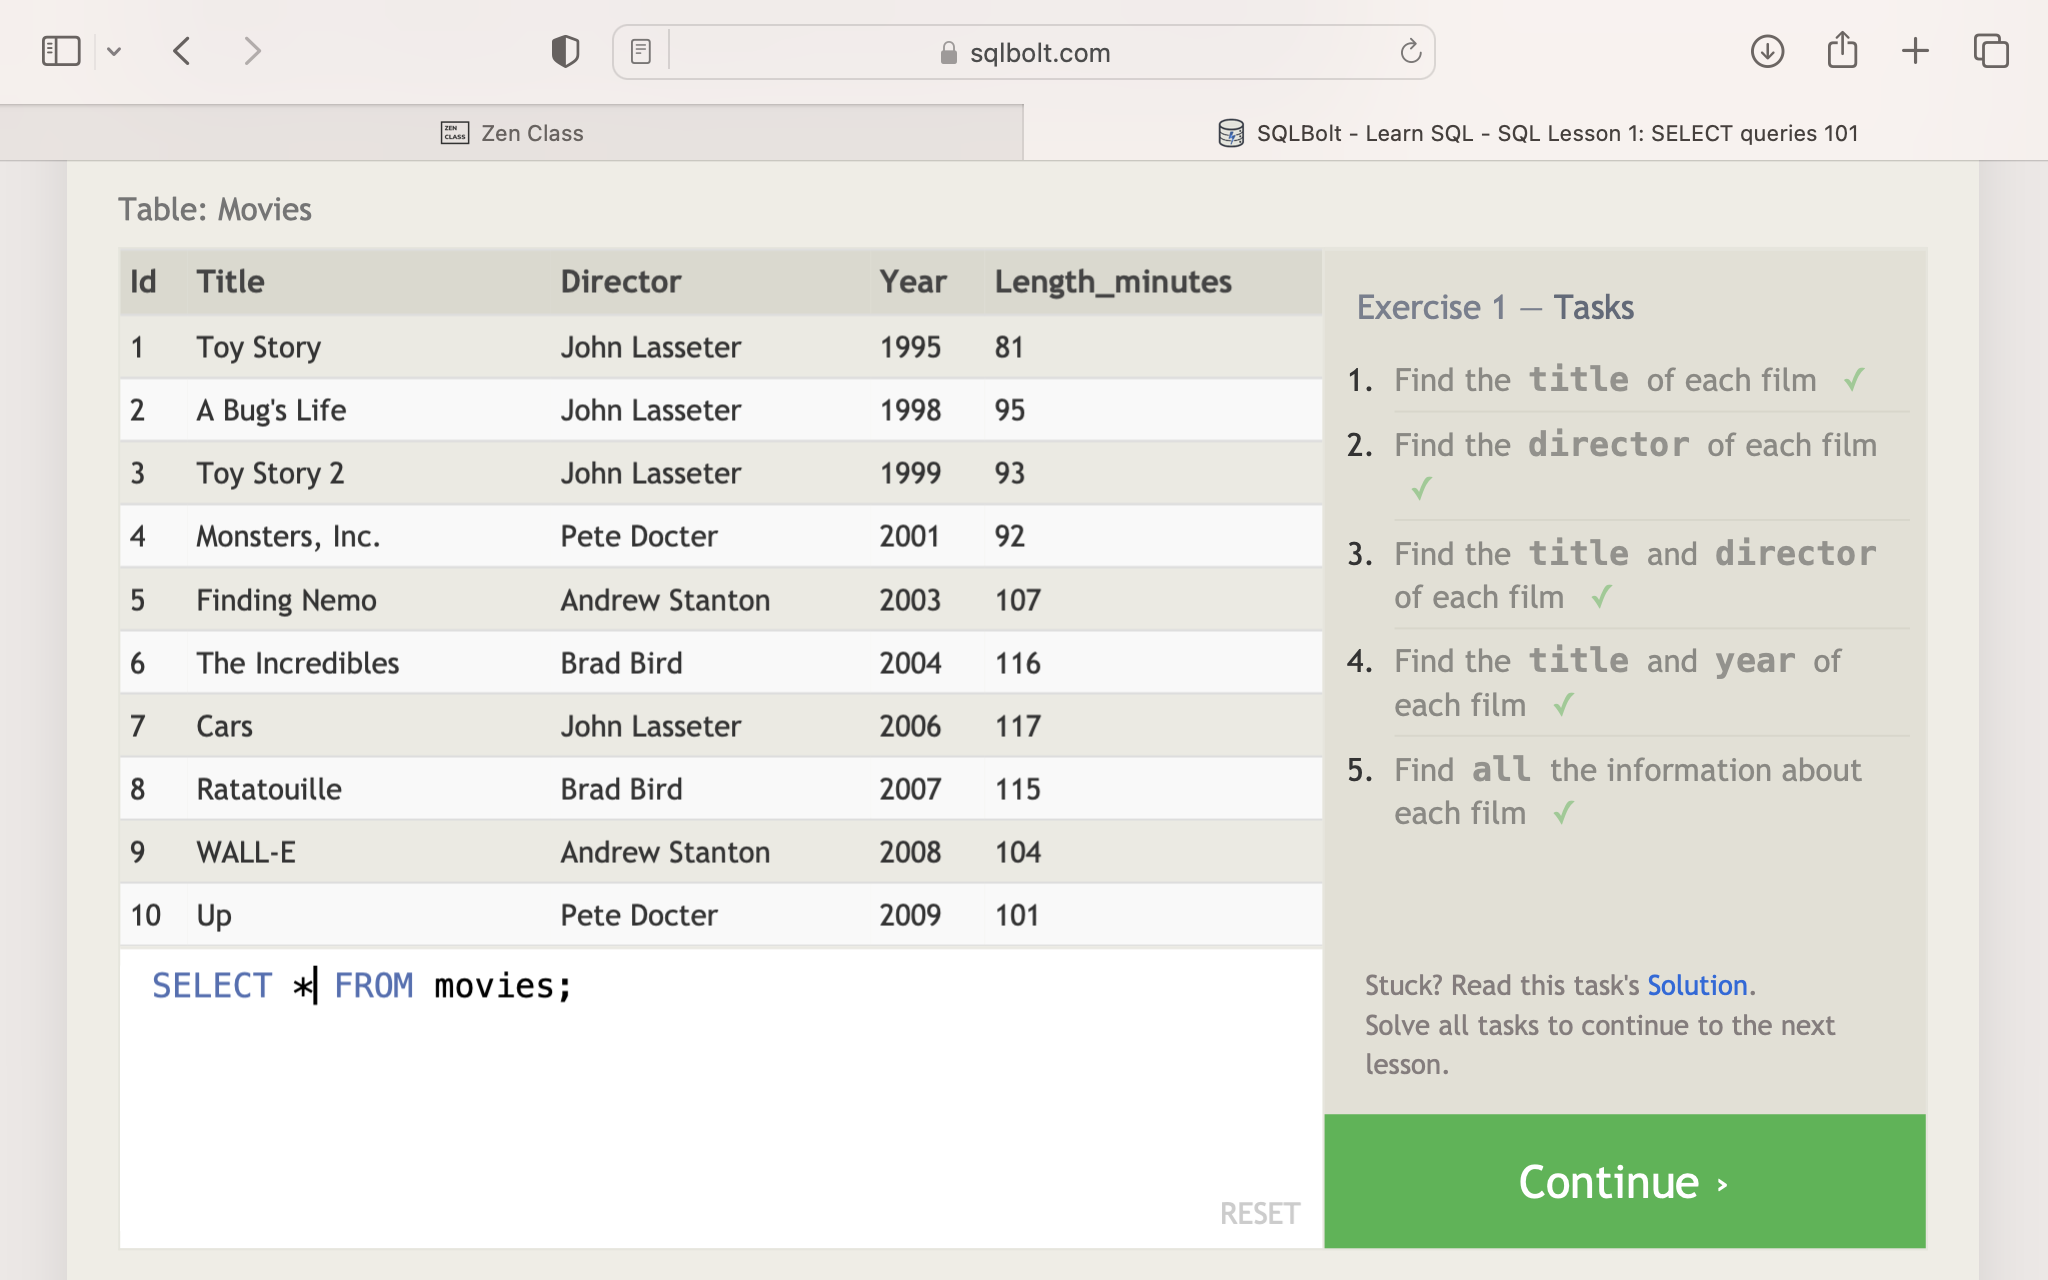 sqlbolt.com
ZEN CLASS Zen Class
SQLBolt - Learn SQL - SQL Lesson 1: SELECT queries 101
Table: Movies
Id Title Director Year Length_minutes
1 Toy Story John Lasseter 1995 81
2 A Bug's Life John Lasseter 1998 95
3 Toy Story 2 John Lasseter 1999 93
4 Monsters, Inc. Pete Docter 2001 92
5 Finding Nemo Andrew Stanton 2003 107
6 The Incredibles Brad Bird 2004 116
7 Cars John Lasseter 2006 117
8 Ratatouille Brad Bird 2007 115
9 WALL-E Andrew Stanton 2008 104
10 Up Pete Docter 2009 101
SELECT * FROM movies;
RESET
Exercise 1 — Tasks
1. Find the title of each film ✓
2. Find the director of each film
✓
3. Find the title and director
of each film ✓
4. Find the title and year of
each film ✓
5. Find all the information about
each film ✓
Stuck? Read this task's Solution.
Solve all tasks to continue to the next
lesson.
Continue ›